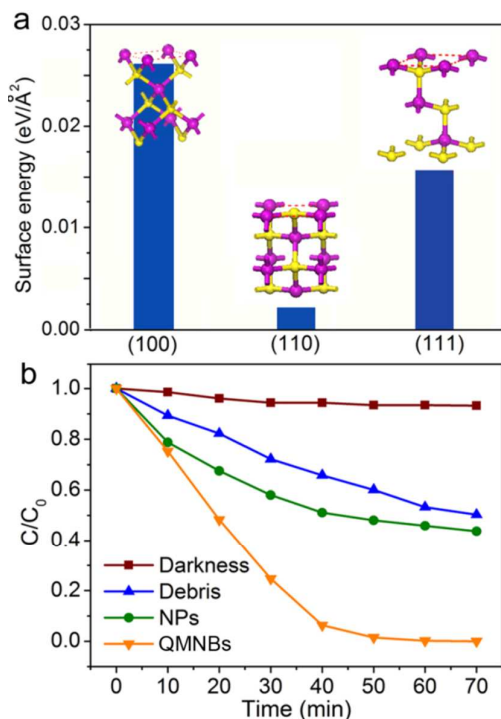 a
Surface energy (eV/Å²)
0.03
0.02
0.01
0.00
(100) (110) (111)
b
C/C₀
1.0
0.8
0.6
0.4
0.2
0.0
Darkness
Debris
NPs
QMNBs
0 10 20 30 40 50 60 70
Time (min)